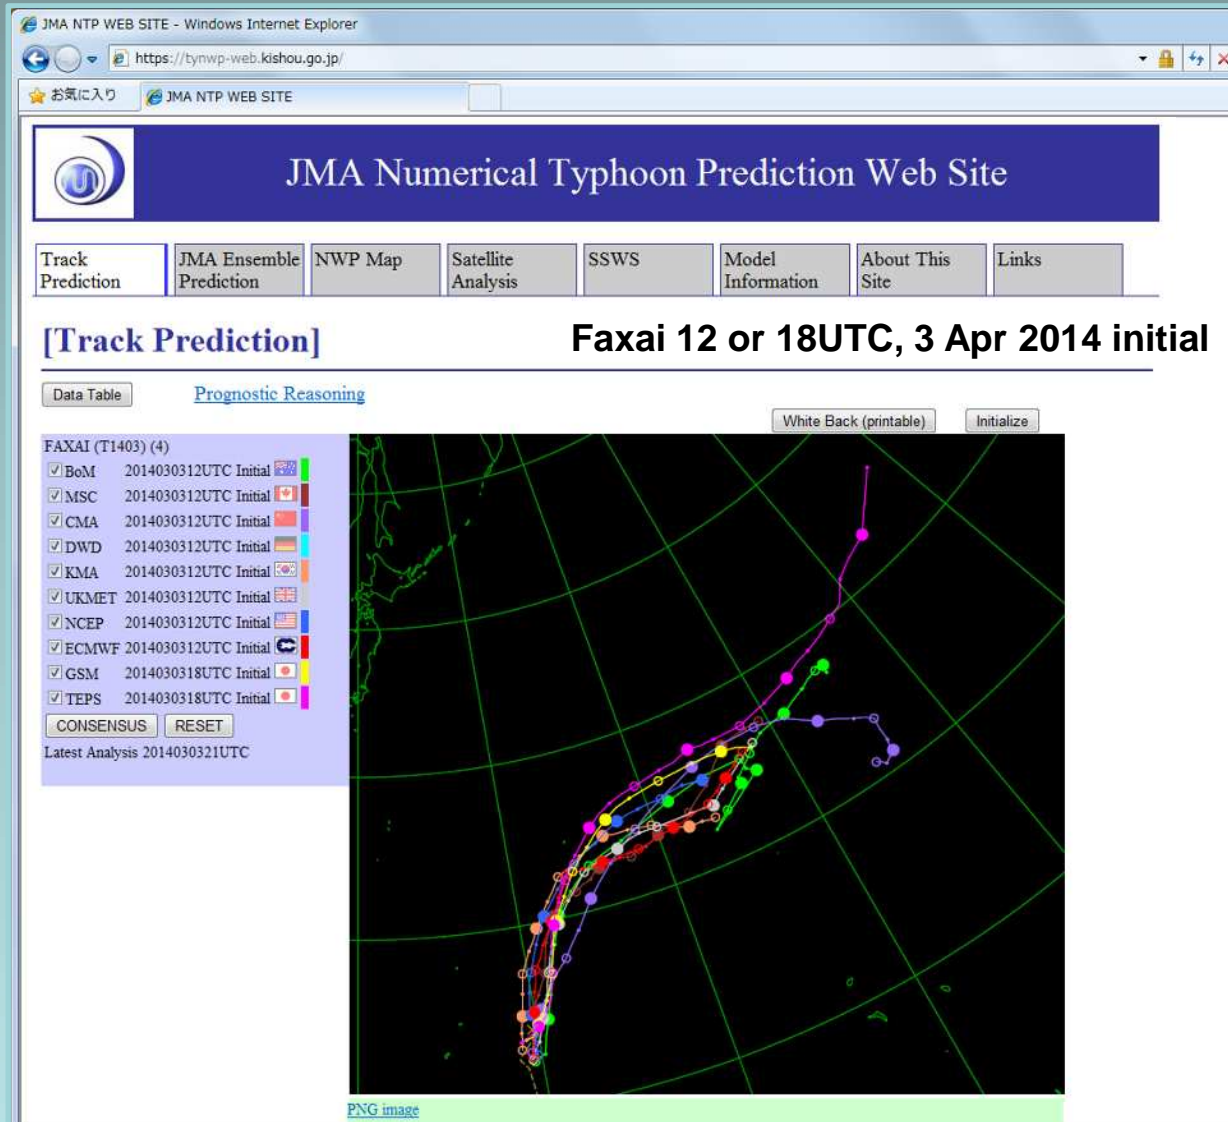 JMA NTP WEB SITE - Windows Internet Explorer
https://tynwp-web.kishou.go.jp/
お気に入り JMA NTP WEB SITE
JMA Numerical Typhoon Prediction Web Site
Track Prediction
JMA Ensemble Prediction
NWP Map
Satellite Analysis
SSWS
Model Information
About This Site
Links
[Track Prediction] Faxai 12 or 18UTC, 3 Apr 2014 initial
Data Table Prognostic Reasoning
White Back (printable) Initialize
FAXAI (T1403) (4)
BoM 2014030312UTC Initial
MSC 2014030312UTC Initial
CMA 2014030312UTC Initial
DWD 2014030312UTC Initial
KMA 2014030312UTC Initial
UKMET 2014030312UTC Initial
NCEP 2014030312UTC Initial
ECMWF 2014030312UTC Initial
GSM 2014030318UTC Initial
TEPS 2014030318UTC Initial
CONSENSUS RESET
Latest Analysis 2014030321UTC
PNG image